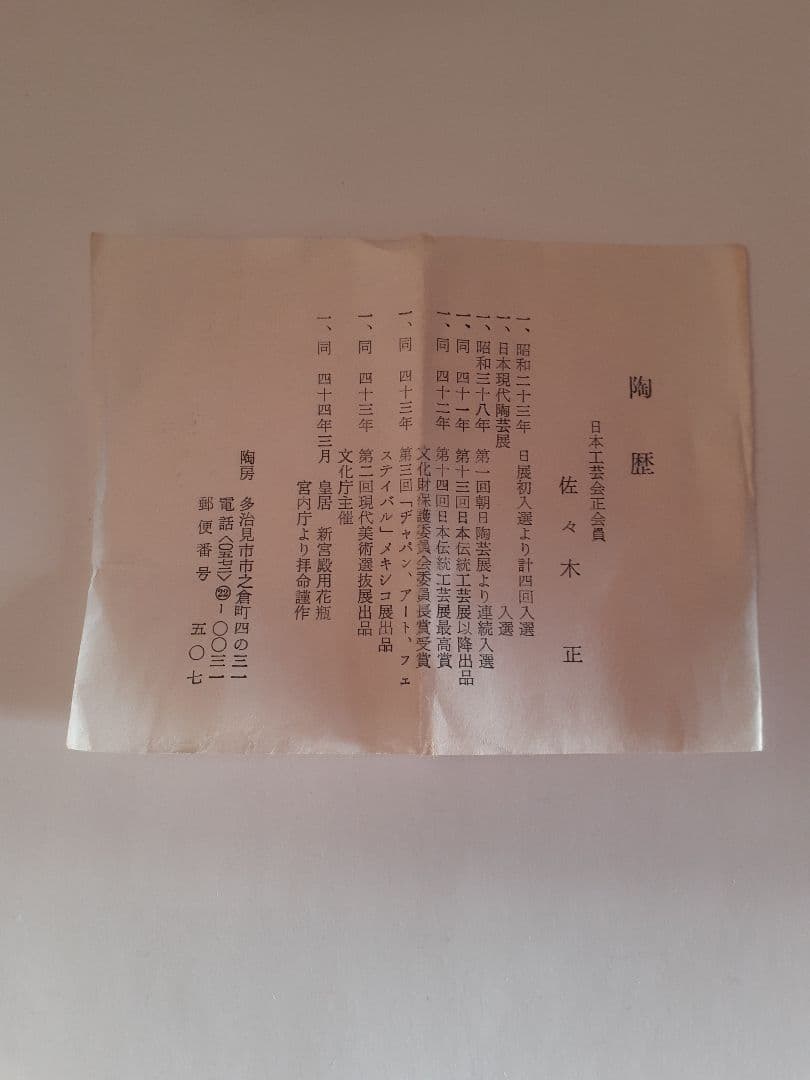 陶歴
日本工芸会正会員
佐々木 正
一、昭和二十三年 日展初入選より計四回入選
一、日本現代陶芸展 入選
一、昭和三十八年 第一回朝日陶芸展より連続入選
一、同 四十一年 第十三回日本伝統工芸展以降出品
一、同 四十二年 第十四回日本伝統工芸展最高賞
文化財保護委員会委員長賞受賞
一、同 四十三年 第三回「ヂャパン、アート、フェ
スティバル」メキシコ展出品
一、同 四十三年 第二回現代美術選抜展出品
文化庁主催
一、同 四十四年三月 皇居 新宮殿用花瓶
宮内庁より拝命謹作
陶房 多治見市市之倉町四の三一
電話〈〇五七二〉㉒ー〇〇三一
郵便番号 五〇七